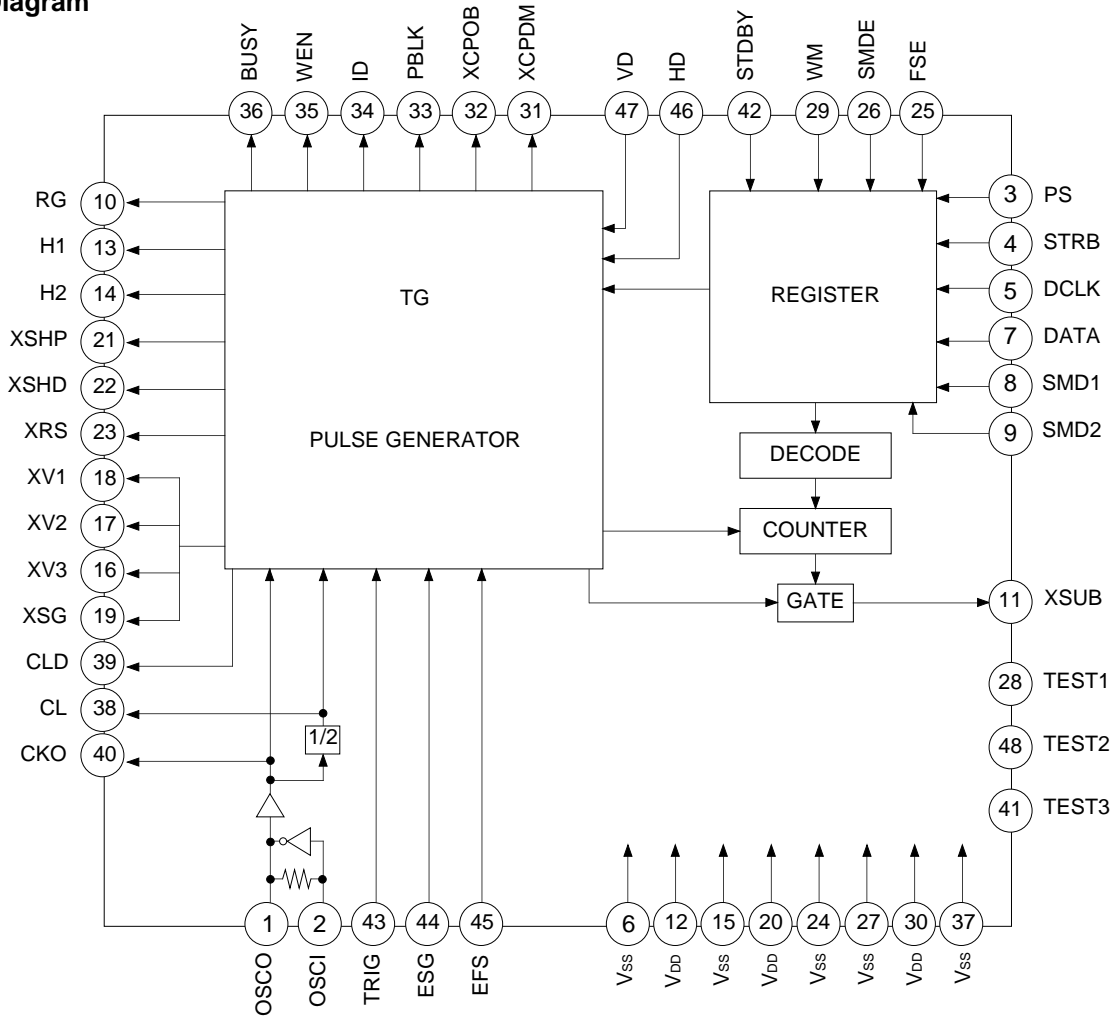 Diagram
BUSY
WEN
ID
PBLK
XCPOB
XCPDM
VD
HD
STDBY
WM
SMDE
FSE
36
35
34
33
32
31
47
46
42
29
26
25
RG 10
H1 13
H2 14
XSHP 21
XSHD 22
XRS 23
XV1 18
XV2 17
XV3 16
XSG 19
CLD 39
CL 38
CKO 40
TG
PULSE GENERATOR
REGISTER
DECODE
COUNTER
GATE
1/2
3 PS
4 STRB
5 DCLK
7 DATA
8 SMD1
9 SMD2
11 XSUB
28 TEST1
48 TEST2
41 TEST3
1
2
43
44
45
6
12
15
20
24
27
30
37
OSCO
OSCI
TRIG
ESG
EFS
VSS
VDD
VSS
VDD
VSS
VSS
VDD
VSS